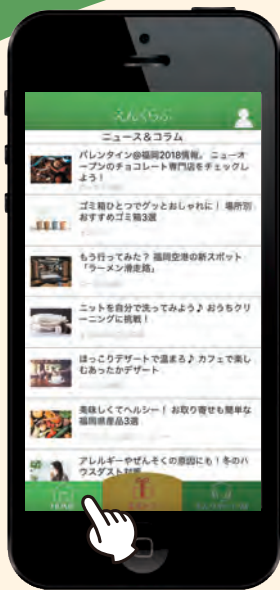 えんくらぶ
ニュース&コラム
バレンタイン@福岡2018情報。 ニューオ
ープンのチョコレート専門店をチェックし
よう！
ゴミ箱ひとつでグッとおしゃれに！ 場所別
おすすめゴミ箱3選
もう行ってみた？ 福岡空港の新スポット
「ラーメン滑走路」
ニットを自分で洗ってみよう♪ おうちクリ
ーニングに挑戦！
ほっこりデザートで温まろ♪ カフェで楽し
むあったかデザート
美味しくてヘルシー！ お取り寄せも簡単な
福岡県産品3選
アレルギーやぜんそくの原因にも！冬のハ
ウスダスト対策
HOME